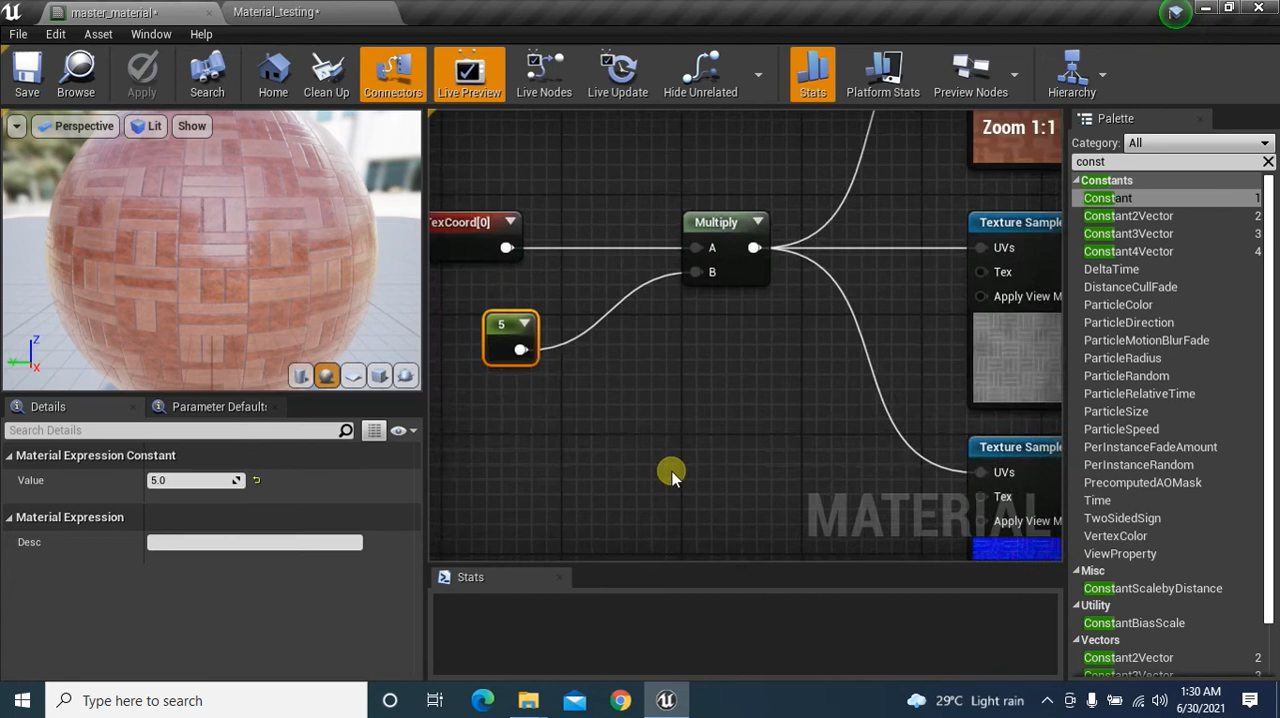 master_material*
Material_testing*
File Edit Asset Window Help
Save Browse Apply Search Home Clean Up Connectors Live Preview Live Nodes Live Update Hide Unrelated Stats Platform Stats Preview Nodes Hierarchy
Perspective Lit Show
Zoom 1:1
Palette
Category: All
const
Constants
Constant 1
Constant2Vector 2
Constant3Vector 3
Constant4Vector 4
DeltaTime
DistanceCullFade
ParticleColor
ParticleDirection
ParticleMotionBlurFade
ParticleRadius
ParticleRandom
ParticleRelativeTime
ParticleSize
ParticleSpeed
PerInstanceFadeAmount
PerInstanceRandom
PrecomputedAOMask
Time
TwoSidedSign
VertexColor
ViewProperty
Misc
ConstantScalebyDistance
Utility
ConstantBiasScale
Vectors
Constant2Vector 2
exCoord[0]
Multiply
A
B
5
Texture Sample
UVs
Tex
Apply View M
Texture Sample
UVs
Tex
Apply View M
MATERIAL
Z
Y
X
Details
Parameter Default
Search Details
Material Expression Constant
Value 5.0
Material Expression
Desc
Stats
Type here to search
29°C Light rain
1:30 AM
6/30/2021